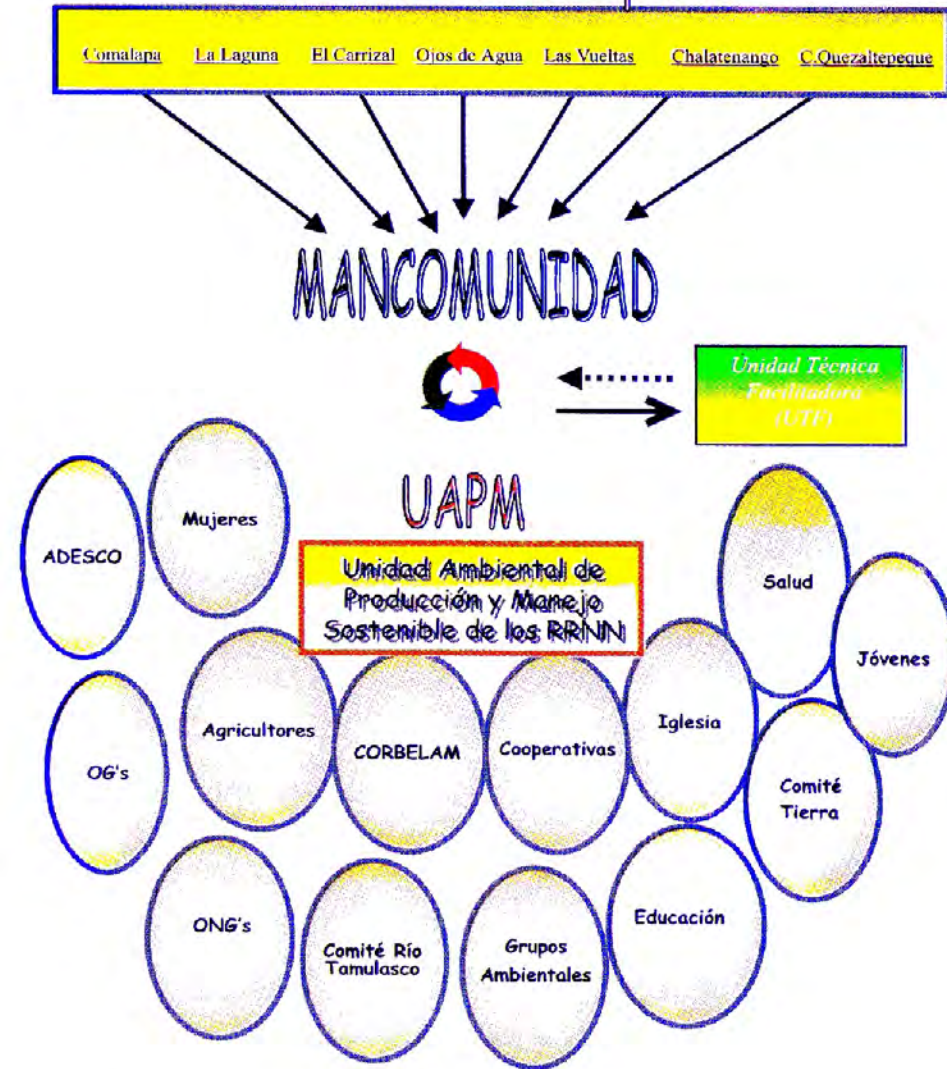 Comalapa La Laguna El Carrizal Ojos de Agua Las Vueltas Chalatenango C.Quezaltepeque
MANCOMUNIDAD
Unidad Técnica
Facilitadora
(UTF)
UAPM
Unidad Ambiental de
Producción y Manejo
Sostenible de los RRNN
Mujeres
ADESCO
Salud
Jóvenes
Agricultores
CORBELAM
Cooperativas
Iglesia
OG's
Comité
Tierra
ONG's
Comité Río
Tamulasco
Grupos
Ambientales
Educación